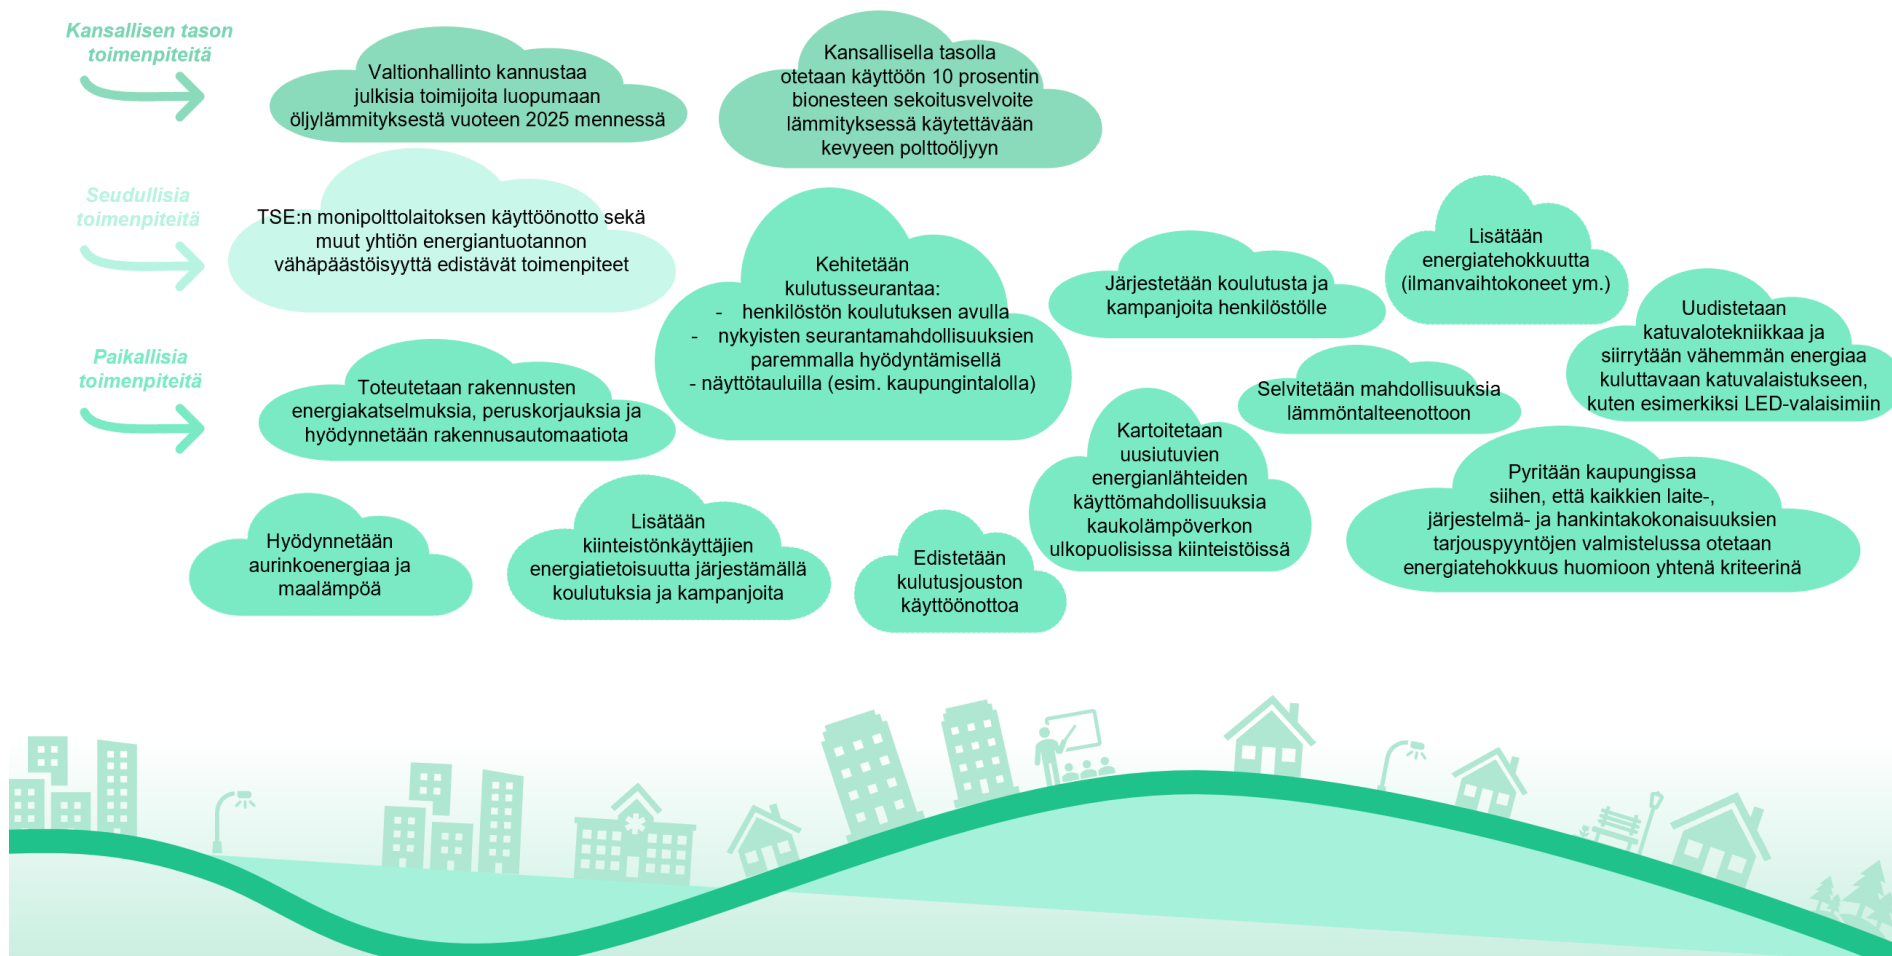 Kansallisen tason
toimenpiteitä
Valtionhallinto kannustaa
julkisia toimijoita luopumaan
öljylämmityksestä vuoteen 2025 mennessä
Kansallisella tasolla
otetaan käyttöön 10 prosentin
bionesteen sekoitusvelvoite
lämmityksessä käytettävään
kevyeen polttoöljyyn
Seudullisia
toimenpiteitä
TSE:n monipolttolaitoksen käyttöönotto sekä
muut yhtiön energiantuotannon
vähäpäästöisyyttä edistävät toimenpiteet
Kehitetään
kulutusseurantaa:
- henkilöstön koulutuksen avulla
- nykyisten seurantamahdollisuuksien
paremmalla hyödyntämisellä
- näyttötauluilla (esim. kaupungintalolla)
Järjestetään koulutusta ja
kampanjoita henkilöstölle
Lisätään
energiatehokkuutta
(ilmanvaihtokoneet ym.)
Uudistetaan
katuvalotekniikkaa ja
siirrytään vähemmän energiaa
kuluttavaan katuvalaistukseen,
kuten esimerkiksi LED-valaisimiin
Paikallisia
toimenpiteitä
Toteutetaan rakennusten
energiakatselmuksia, peruskorjauksia ja
hyödynnetään rakennusautomaatiota
Selvitetään mahdollisuuksia
lämmöntalteenottoon
Kartoitetaan
uusiutuvien
energianlähteiden
käyttömahdollisuuksia
kaukolämpöverkon
ulkopuolisissa kiinteistöissä
Pyritään kaupungissa
siihen, että kaikkien laite-,
järjestelmä- ja hankintakokonaisuuksien
tarjouspyyntöjen valmistelussa otetaan
energiatehokkuus huomioon yhtenä kriteerinä
Hyödynnetään
aurinkoenergiaa ja
maalämpöä
Lisätään
kiinteistönkäyttäjien
energiatietoisuutta järjestämällä
koulutuksia ja kampanjoita
Edistetään
kulutusjouston
käyttöönottoa